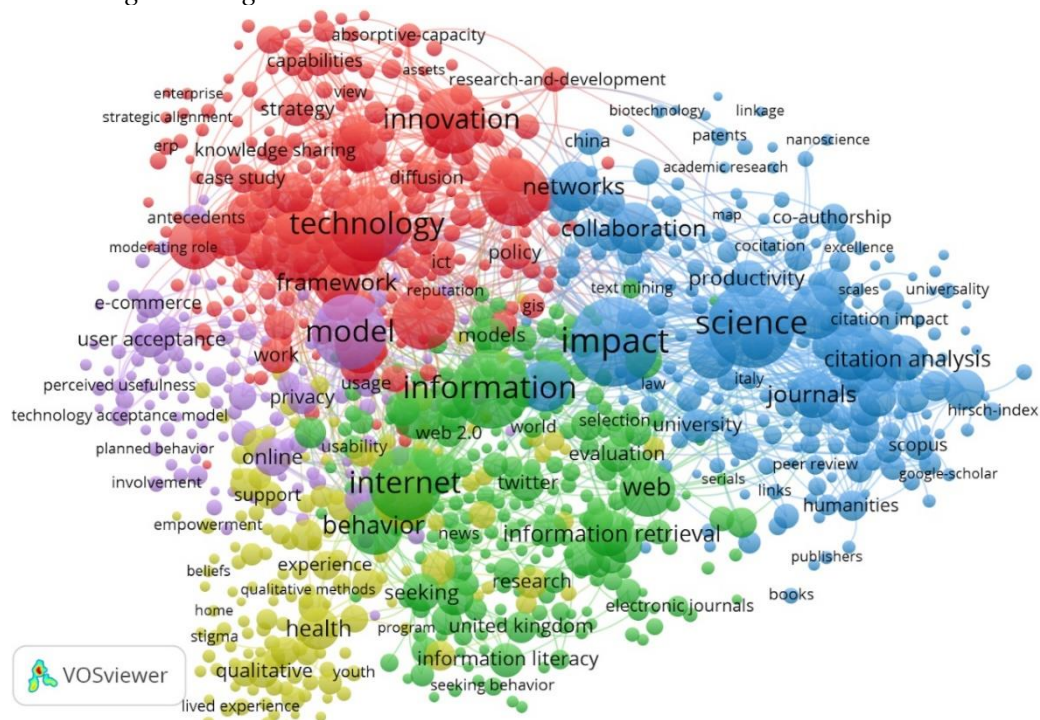 absorptive-capacity
capabilities
assets
research-and-development
view
enterprise
strategy
innovation
strategic alignment
biotechnology
linkage
erp
knowledge sharing
china
patents
nanoscience
case study
diffusion
networks
academic research
antecedents
technology
collaboration
map
co-authorship
moderating role
ict
policy
cocitation
excellence
framework
reputation
text mining
productivity
scales
universality
e-commerce
gis
model
models
impact
science
citation impact
user acceptance
work
citation analysis
perceived usefulness
usage
information
law
italy
journals
hirsch-index
technology acceptance model
privacy
web 2.0
world
selection
university
planned behavior
usability
scopus
online
evaluation
peer review
google-scholar
involvement
support
internet
twitter
web
serials
links
humanities
empowerment
behavior
news
information retrieval
publishers
beliefs
experience
qualitative methods
seeking
research
books
home
electronic journals
stigma
health
program
united kingdom
qualitative
youth
information literacy
seeking behavior
lived experience
VOSviewer